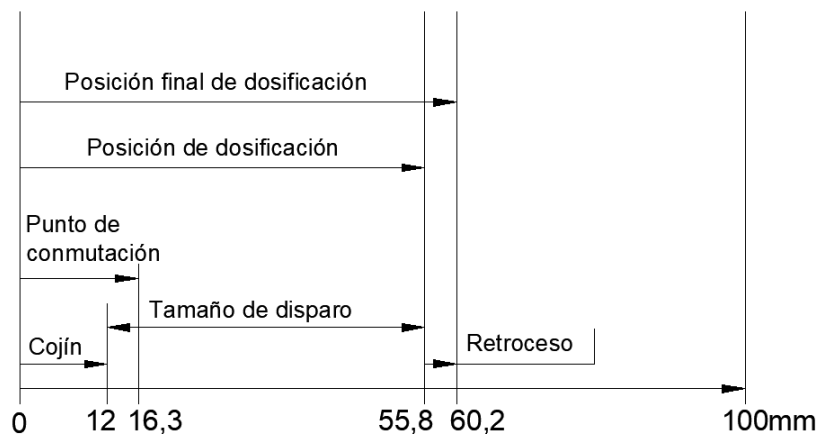 Posición final de dosificación
Posición de dosificación
Punto de
conmutación
Tamaño de disparo
Cojín
Retroceso
0 12 16,3 55,8 60,2 100mm